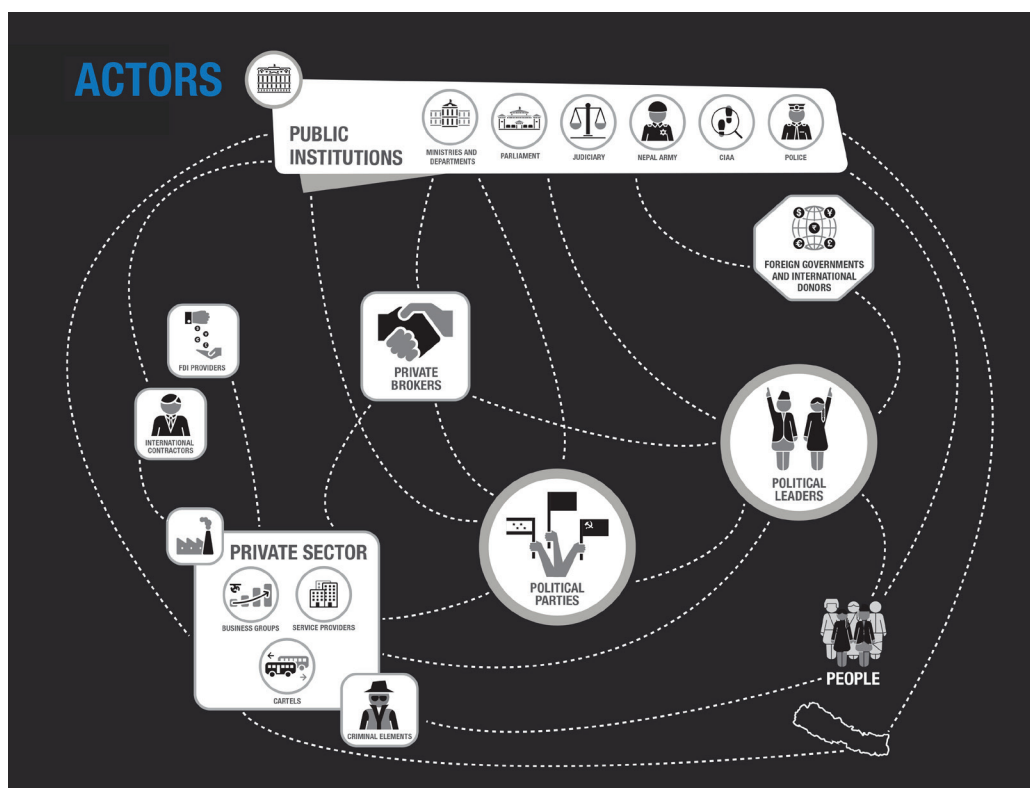 ACTORS
PUBLIC
INSTITUTIONS
MINISTRIES AND
DEPARTMENTS
PARLIAMENT
JUDICIARY
NEPAL ARMY
CIAA
POLICE
$
¥
₹
€
£
FOREIGN GOVERNMENTS
AND INTERNATIONAL
DONORS
FDI PROVIDERS
PRIVATE
BROKERS
INTERNATIONAL
CONTRACTORS
POLITICAL
LEADERS
PRIVATE SECTOR
BUSINESS GROUPS
SERVICE PROVIDERS
CARTELS
CRIMINAL ELEMENTS
POLITICAL
PARTIES
PEOPLE